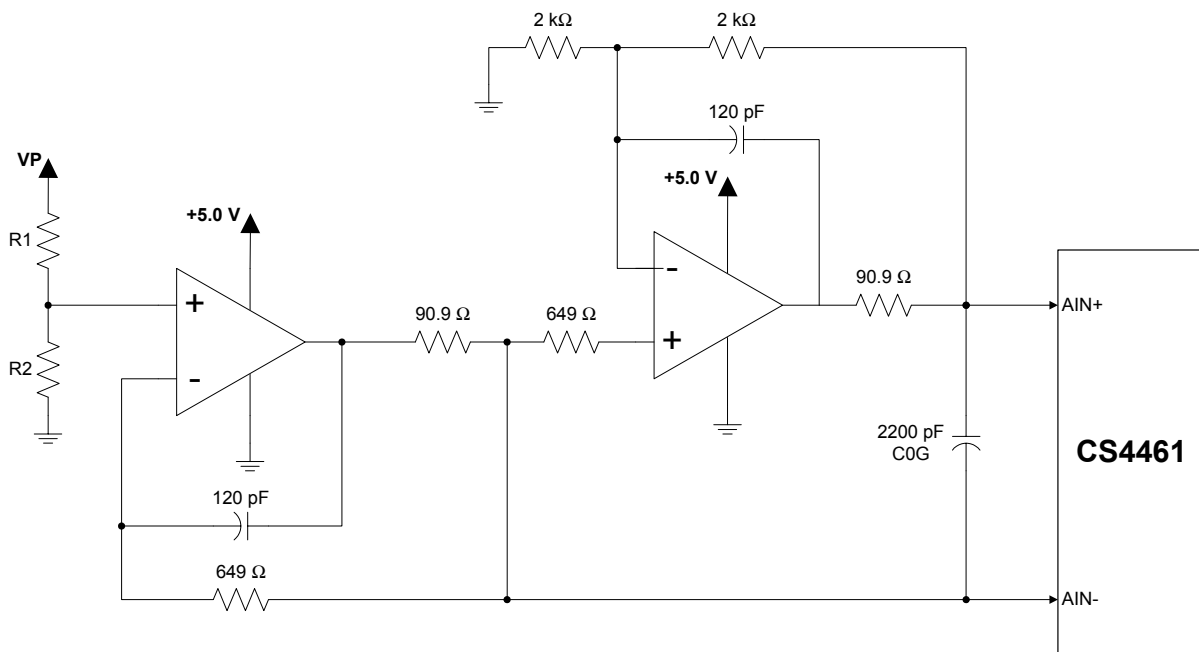 2 kΩ
2 kΩ
120 pF
VP
+5.0 V
+5.0 V
R1
-
90.9 Ω
+
AIN+
90.9 Ω
649 Ω
+
R2
-
2200 pF
C0G
CS4461
120 pF
649 Ω
AIN-